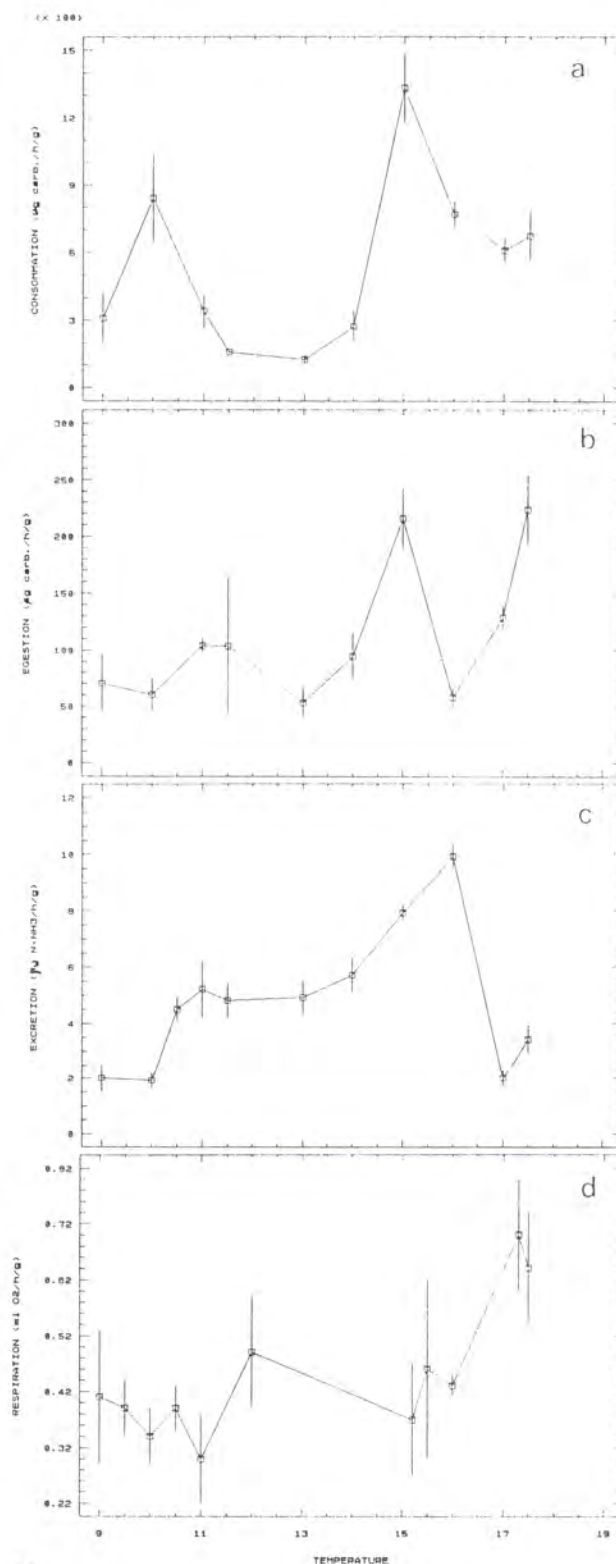 (X 100)
a
15
12
9
6
3
0
CONSOMMATION (µg carb./h/g)
b
300
250
200
150
100
50
0
EGESTION (µg carb./h/g)
c
12
10
8
6
4
2
0
EXCRETION (µg N-NH3/h/g)
d
0.92
0.72
0.62
0.52
0.42
0.32
0.22
RESPIRATION (ml O2/h/g)
9 11 13 15 17 19
TEMPERATURE